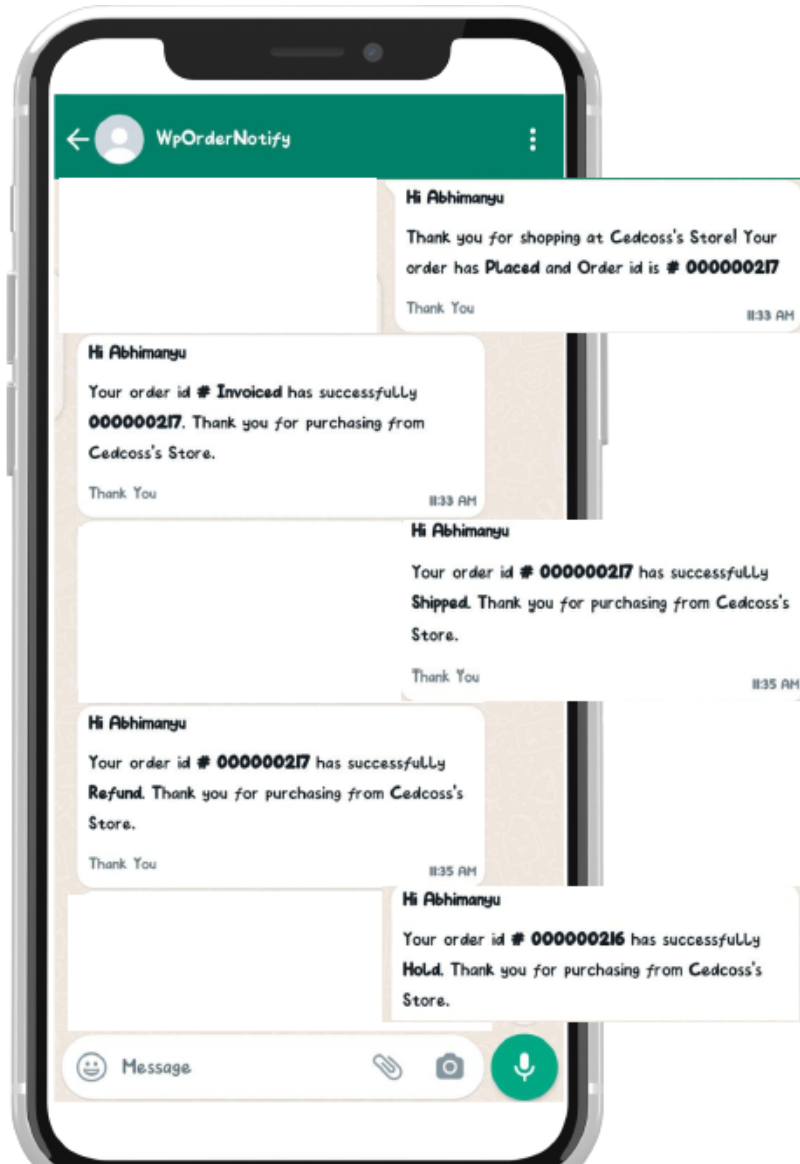 WpOrderNotify
Hi Abhimanyu
Thank you for shopping at Cedcoss's Store! Your
order has Placed and Order id is # 000000217
Thank You
11:33 AM
Hi Abhimanyu
Your order id # Invoiced has successfully
000000217. Thank you for purchasing from
Cedcoss's Store.
Thank You
11:33 AM
Hi Abhimanyu
Your order id # 000000217 has successfully
Shipped. Thank you for purchasing from Cedcoss's
Store.
Thank You
11:35 AM
Hi Abhimanyu
Your order id # 000000217 has successfully
Refund. Thank you for purchasing from Cedcoss's
Store.
Thank You
11:35 AM
Hi Abhimanyu
Your order id # 000000216 has successfully
Hold. Thank you for purchasing from Cedcoss's
Store.
Message